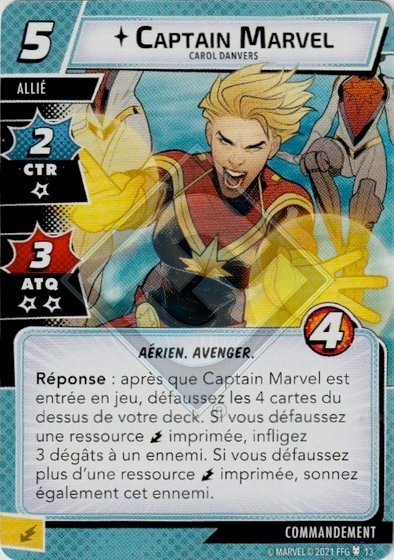 5
CAPTAIN MARVEL
CAROL DANVERS
ALLIÉ
2
CTR
3
ATQ
4
AÉRIEN. AVENGER.
Réponse : après que Captain Marvel est
entrée en jeu, défaussez les 4 cartes du
dessus de votre deck. Si vous défaussez
une ressource imprimée, infligez
3 dégâts à un ennemi. Si vous défaussez
plus d'une ressource imprimée, sonnez
également cet ennemi.
COMMANDEMENT
© MARVEL © 2021 FFG 13